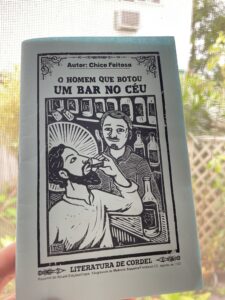 Autor: Chico Feitosa
O HOMEM QUE BOTOU
UM BAR NO CÉU
LITERATURA DE CORDEL